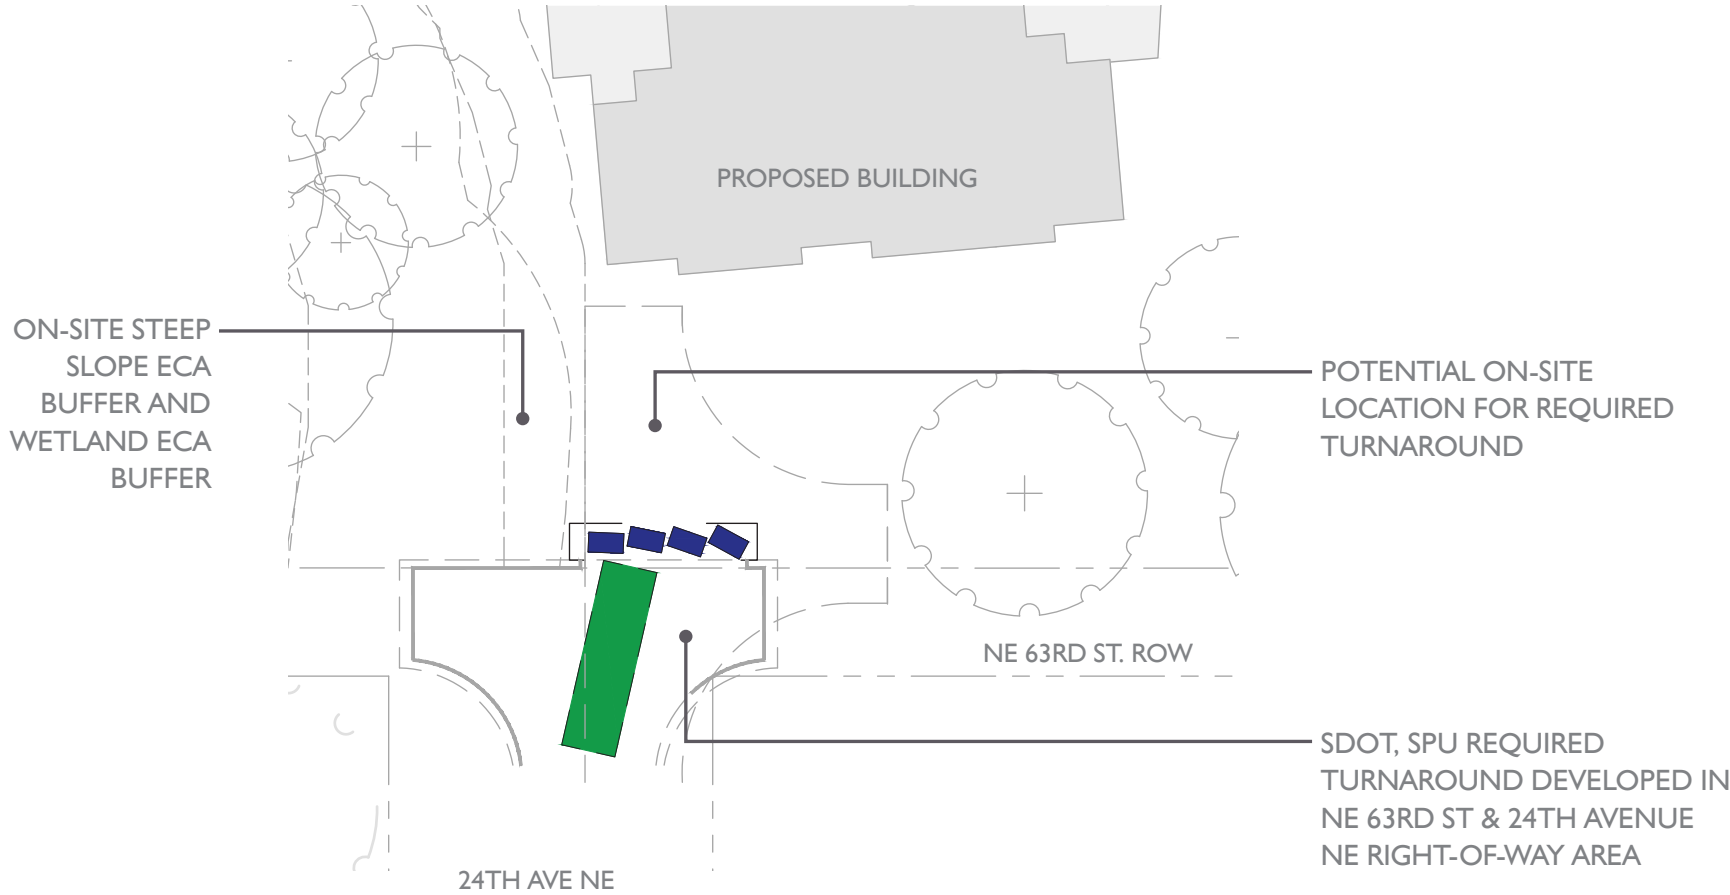 PROPOSED BUILDING
ON-SITE STEEP
SLOPE ECA
BUFFER AND
WETLAND ECA
BUFFER
POTENTIAL ON-SITE
LOCATION FOR REQUIRED
TURNAROUND
NE 63RD ST. ROW
SDOT, SPU REQUIRED
TURNAROUND DEVELOPED IN
NE 63RD ST & 24TH AVENUE
NE RIGHT-OF-WAY AREA
24TH AVE NE